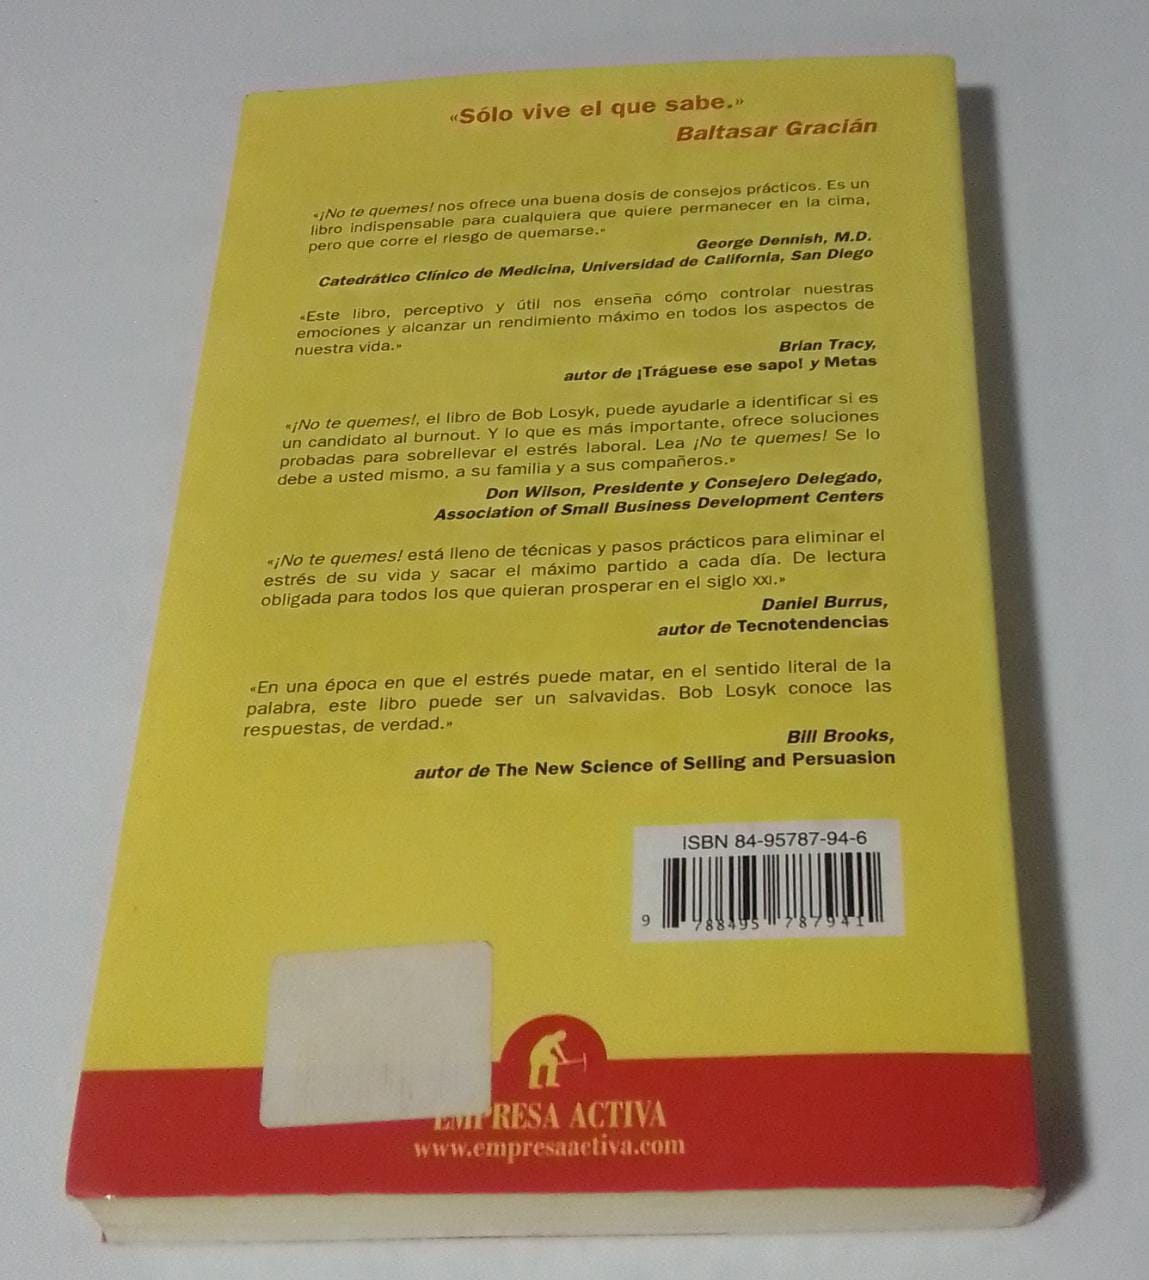 «Sólo vive el que sabe.»
Baltasar Gracián
«¡No te quemes! nos ofrece una buena dosis de consejos prácticos. Es un
libro indispensable para cualquiera que quiere permanecer en la cima,
pero que corre el riesgo de quemarse.»
George Dennish, M.D.
Catedrático Clínico de Medicina, Universidad de California, San Diego
«Este libro, perceptivo y útil nos enseña cómo controlar nuestras
emociones y alcanzar un rendimiento máximo en todos los aspectos de
nuestra vida.»
Brian Tracy,
autor de ¡Tráguese ese sapo! y Metas
«¡No te quemes!, el libro de Bob Losyk, puede ayudarle a identificar si es
un candidato al burnout. Y lo que es más importante, ofrece soluciones
probadas para sobrellevar el estrés laboral. Lea ¡No te quemes! Se lo
debe a usted mismo, a su familia y a sus compañeros.»
Don Wilson, Presidente y Consejero Delegado,
Association of Small Business Development Centers
«¡No te quemes! está lleno de técnicas y pasos prácticos para eliminar el
estrés de su vida y sacar el máximo partido a cada día. De lectura
obligada para todos los que quieran prosperar en el siglo XXI.»
Daniel Burrus,
autor de Tecnotendencias
«En una época en que el estrés puede matar, en el sentido literal de la
palabra, este libro puede ser un salvavidas. Bob Losyk conoce las
respuestas, de verdad.»
Bill Brooks,
autor de The New Science of Selling and Persuasion
ISBN 84-95787-94-6
9 788495 787941
EMPRESA ACTIVA
www.empresaactiva.com